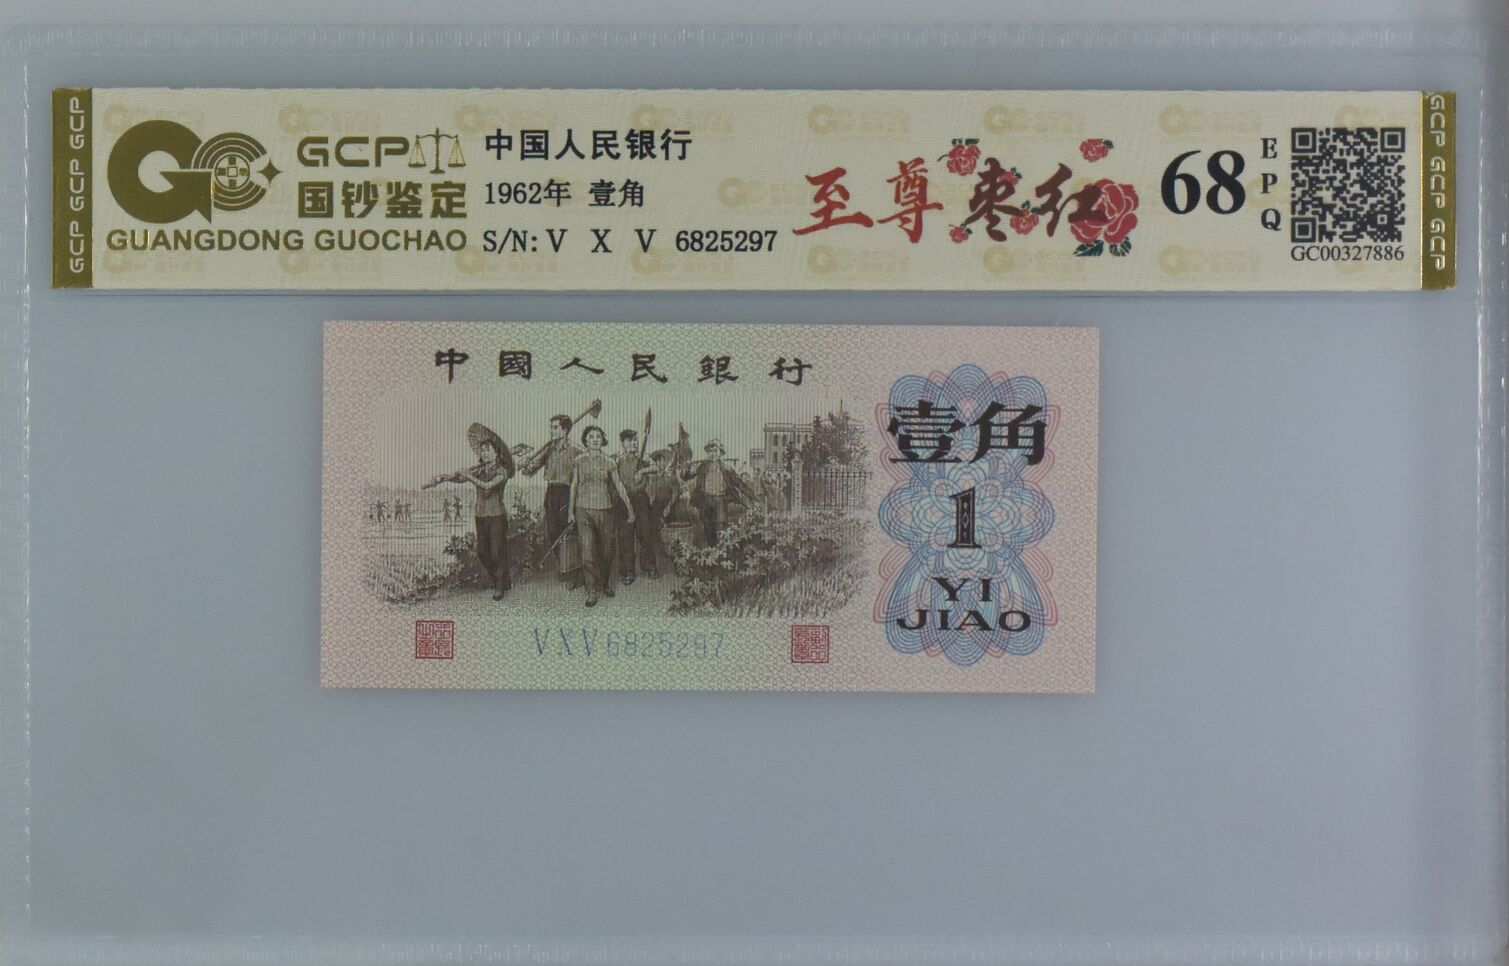 GCP GCP GCP
GCP
国钞鉴定
GUANGDONG GUOCHAO
中国人民银行
1962年 壹角
S/N: V X V 6825297
至尊枣红
68
EPQ
GC00327886
GCP GCP GCP
中國人民銀行
壹角
1
YI
JIAO
VXV6825297